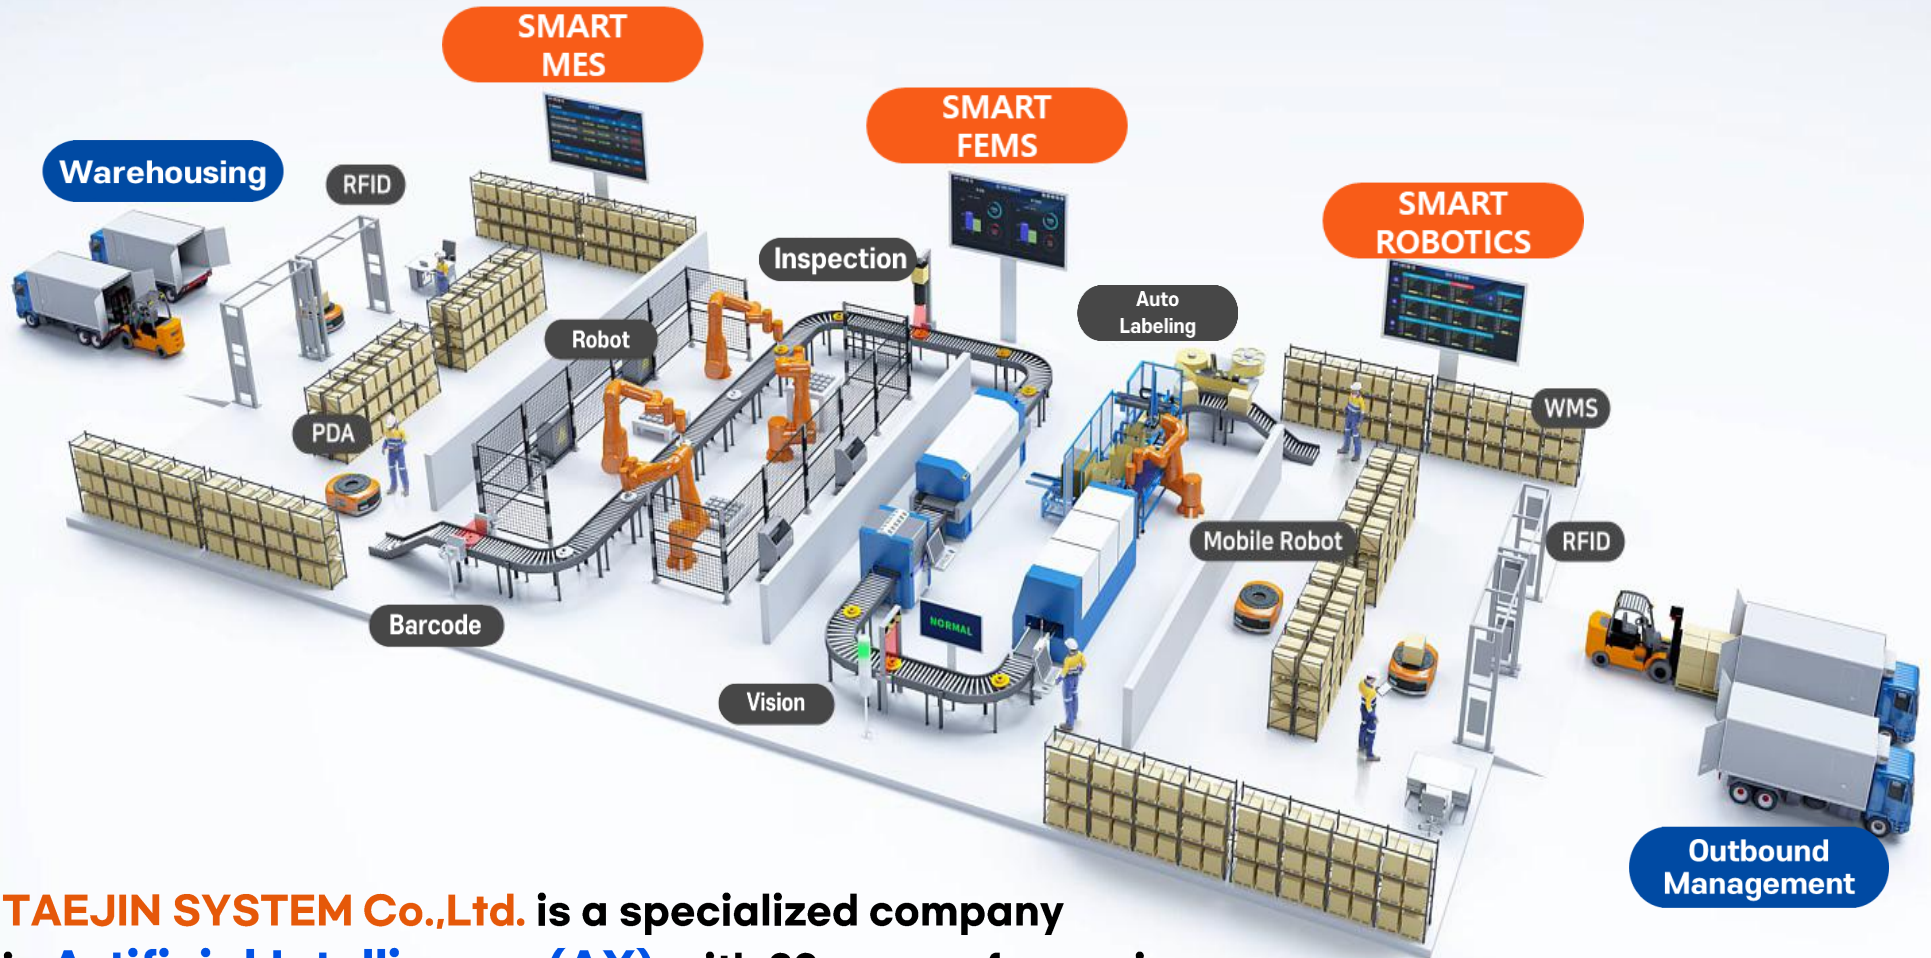 SMART
MES
SMART
FEMS
Warehousing
RFID
SMART
ROBOTICS
Inspection
Auto
Labeling
Robot
WMS
PDA
Mobile Robot
RFID
Barcode
NORMAL
Vision
Outbound
Management
TAEJIN SYSTEM Co.,Ltd. is a specialized company